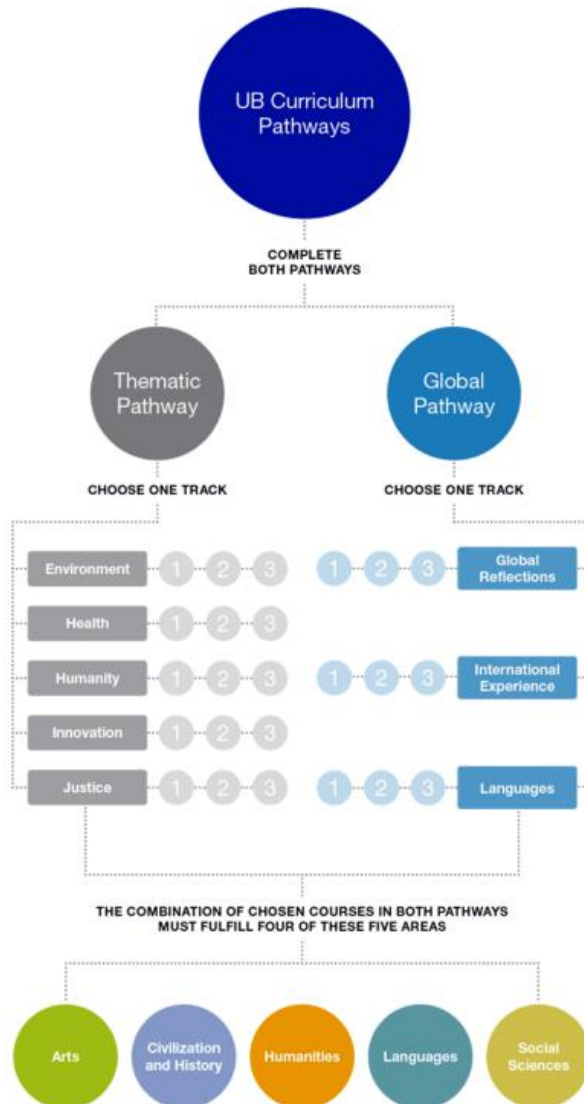 UB Curriculum
Pathways
COMPLETE
BOTH PATHWAYS
Thematic
Pathway
Global
Pathway
CHOOSE ONE TRACK
CHOOSE ONE TRACK
Environment 1 2 3
1 2 3 Global
Reflections
Health 1 2 3
Humanity 1 2 3
1 2 3 International
Experience
Innovation 1 2 3
Justice 1 2 3
1 2 3 Languages
THE COMBINATION OF CHOSEN COURSES IN BOTH PATHWAYS
MUST FULFILL FOUR OF THESE FIVE AREAS
Arts
Civilization
and History
Humanities
Languages
Social
Sciences